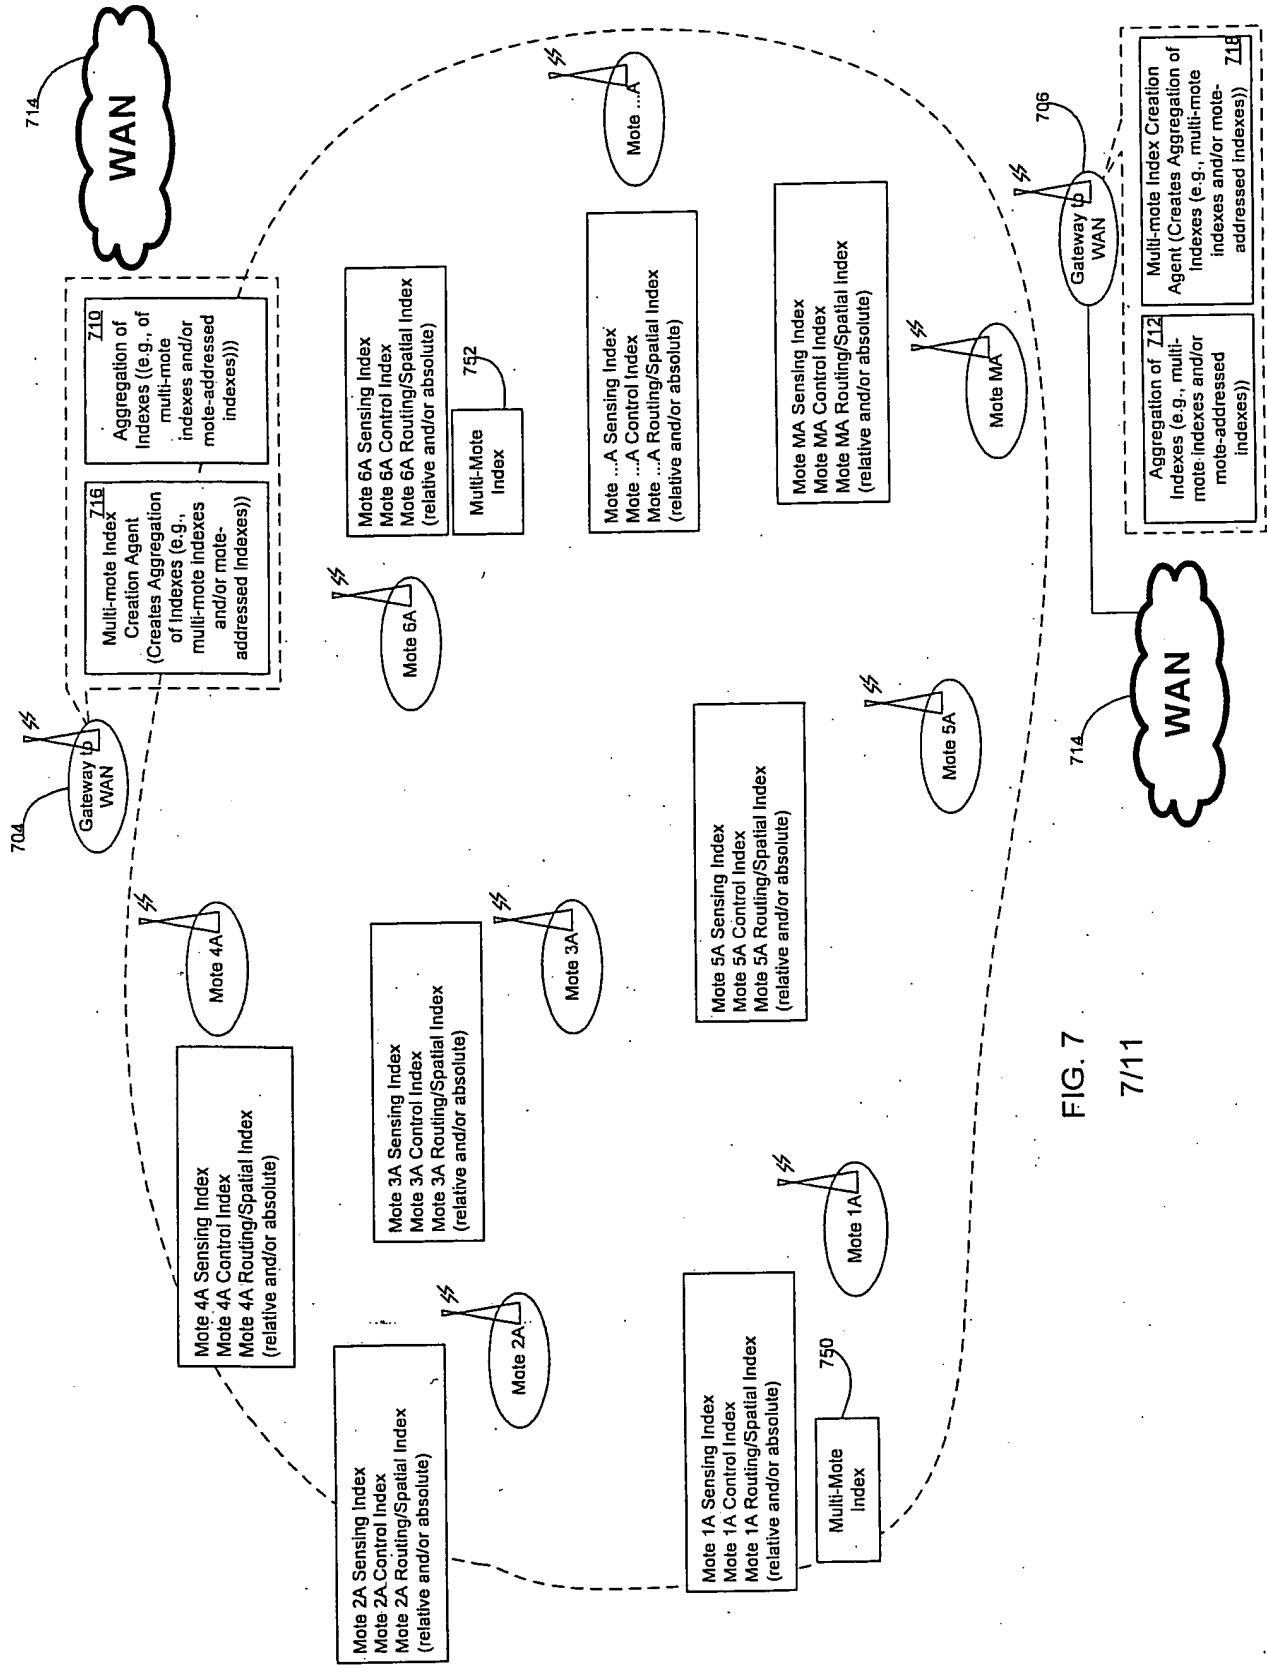 714
WAN
704
Gateway to
WAN
716
Multi-mote Index
Creation Agent
(Creates Aggregation
of Indexes (e.g.,
multi-mote indexes
and/or mote-
addressed Indexes))
710
Aggregation of
Indexes ((e.g., of
multi-mote
indexes and/or
mote-addressed
indexes)))
Mote 4A
Mote 4A Sensing Index
Mote 4A Control Index
Mote 4A Routing/Spatial Index
(relative and/or absolute)
Mote 6A
Mote 6A Sensing Index
Mote 6A Control Index
Mote 6A Routing/Spatial Index
(relative and/or absolute)
Multi-Mote
Index
752
Mote ...A
Mote 2A Sensing Index
Mote 2A Control Index
Mote 2A Routing/Spatial Index
(relative and/or absolute)
Mote 2A
Mote 3A Sensing Index
Mote 3A Control Index
Mote 3A Routing/Spatial Index
(relative and/or absolute)
Mote 3A
Mote ...A Sensing Index
Mote ...A Control Index
Mote ...A Routing/Spatial Index
(relative and/or absolute)
Mote 1A Sensing Index
Mote 1A Control Index
Mote 1A Routing/Spatial Index
(relative and/or absolute)
Multi-Mote
Index
750
Mote 1A
Mote 5A Sensing Index
Mote 5A Control Index
Mote 5A Routing/Spatial Index
(relative and/or absolute)
Mote 5A
Mote MA Sensing Index
Mote MA Control Index
Mote MA Routing/Spatial Index
(relative and/or absolute)
Mote MA
706
Gateway to
WAN
714
WAN
Aggregation of 712
Indexes (e.g., multi-
mote indexes and/or
mote-addressed
indexes))
Multi-mote Index Creation
Agent (Creates Aggregation of
Indexes (e.g., multi-mote
indexes and/or mote-
addressed Indexes)) 718
FIG. 7
7/11